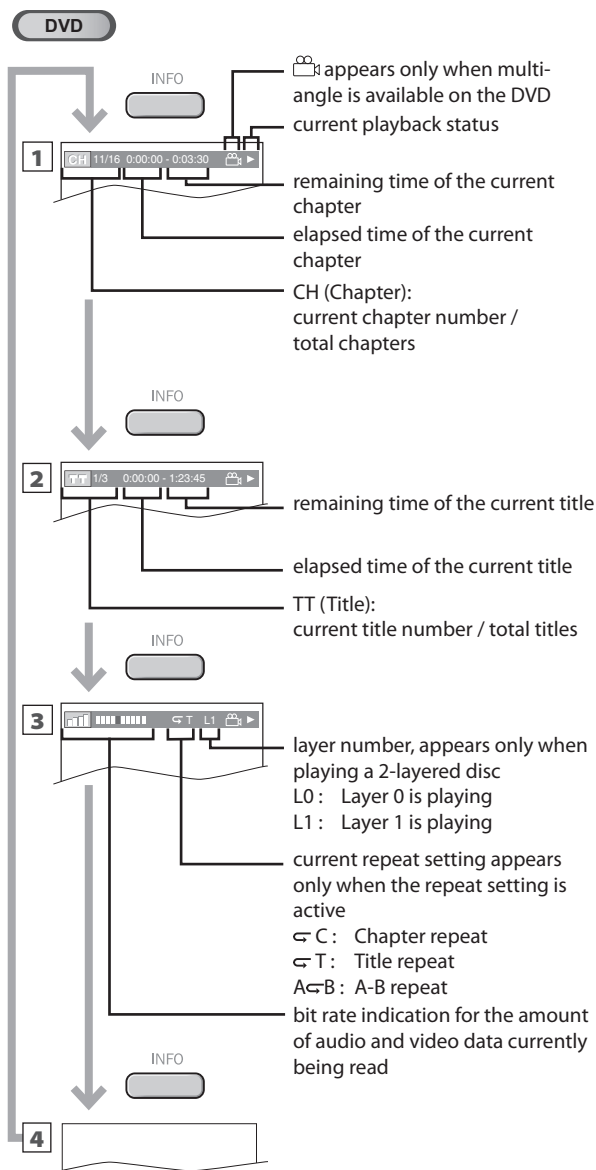 DVD
INFO
appears only when multi-
angle is available on the DVD
current playback status
1
CH 11/16 0:00:00 - 0:03:30
remaining time of the current
chapter
elapsed time of the current
chapter
CH (Chapter):
current chapter number /
total chapters
INFO
2
TT 1/3 0:00:00 - 1:23:45
remaining time of the current title
elapsed time of the current title
TT (Title):
current title number / total titles
INFO
3
T L1
layer number, appears only when
playing a 2-layered disc
L0 : Layer 0 is playing
L1 : Layer 1 is playing
current repeat setting appears
only when the repeat setting is
active
C : Chapter repeat
T : Title repeat
A B : A-B repeat
bit rate indication for the amount
of audio and video data currently
being read
INFO
4